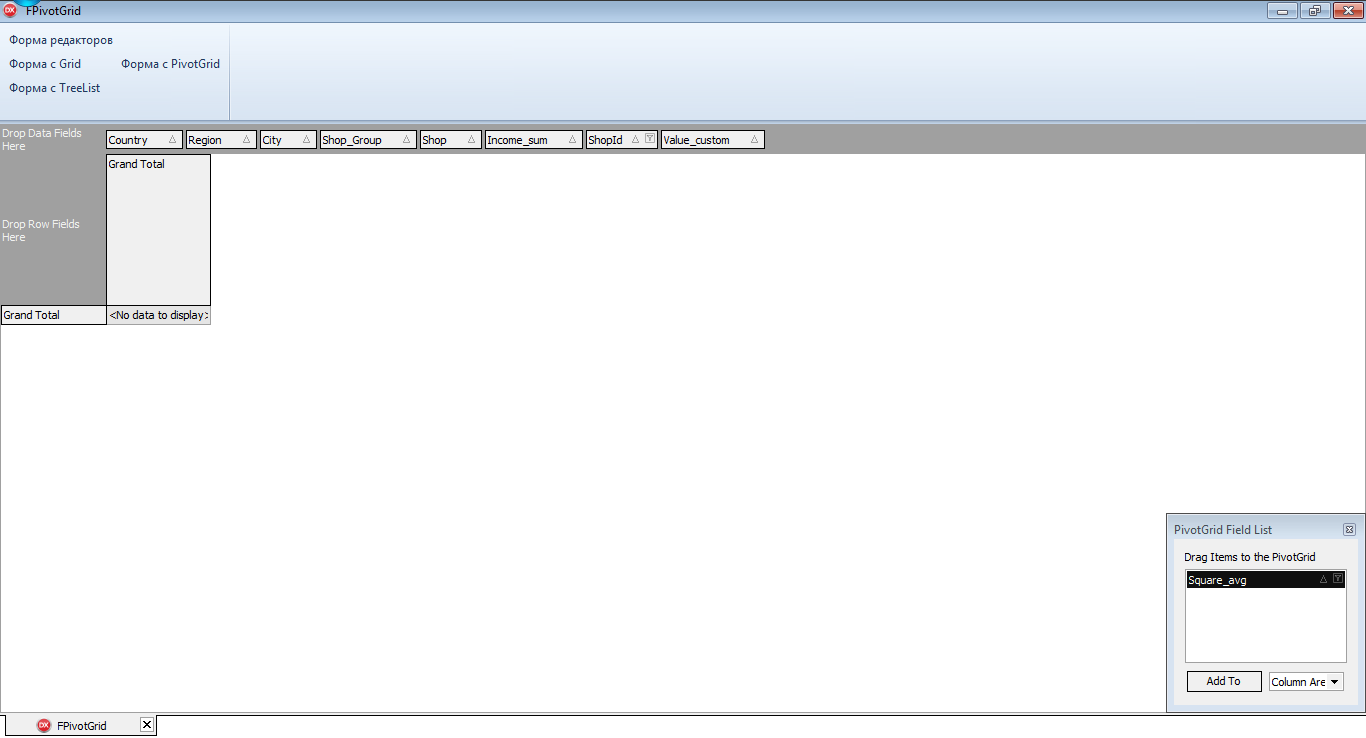 FPivotGrid
Форма редакторов
Форма с Grid
Форма с PivotGrid
Форма с TreeList
Drop Data Fields
Here
Country
Region
City
Shop_Group
Shop
Income_sum
ShopId
Value_custom
Grand Total
Drop Row Fields
Here
Grand Total
<No data to display>
PivotGrid Field List
Drag Items to the PivotGrid
Square_avg
Add To
Column Are
DX FPivotGrid